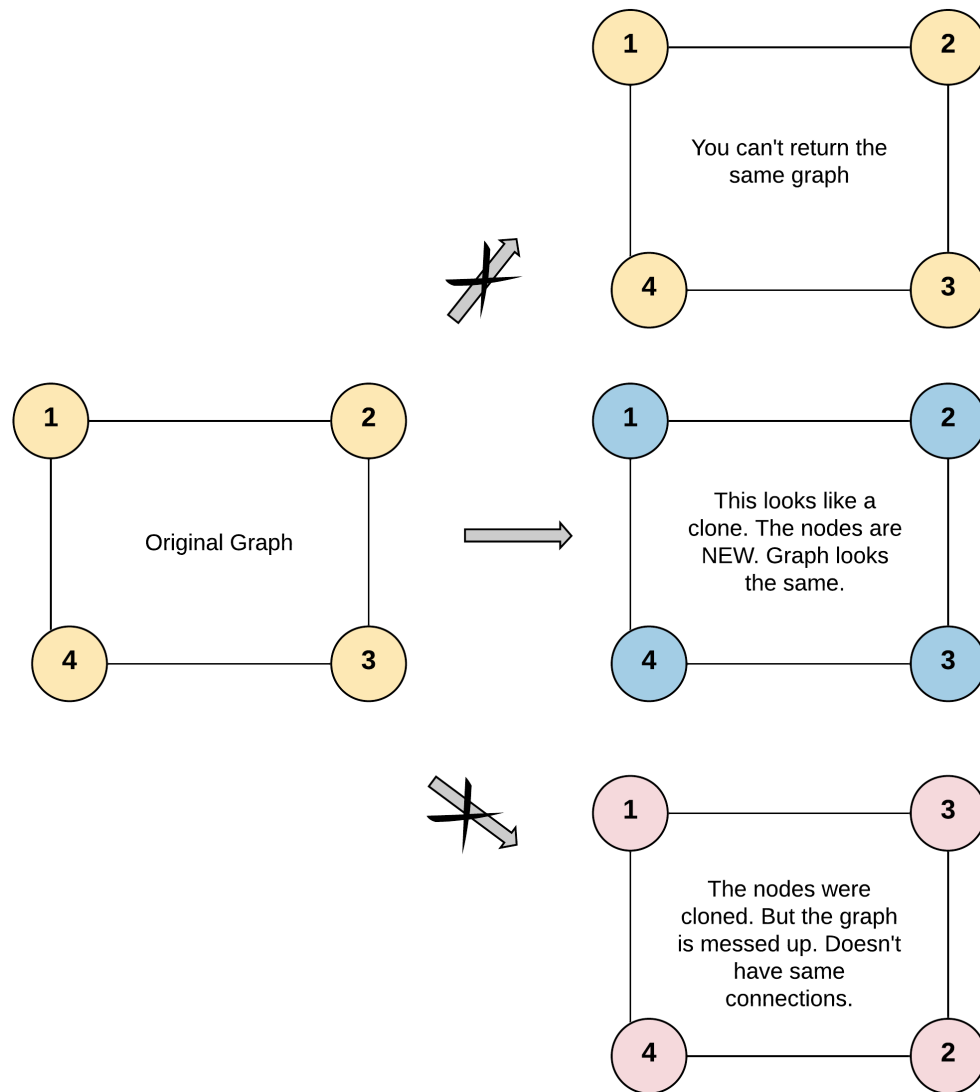 1
2
You can't return the
same graph
4
3
1
2
Original Graph
4
3
1
2
This looks like a
clone. The nodes are
NEW. Graph looks
the same.
4
3
1
3
The nodes were
cloned. But the graph
is messed up. Doesn't
have same
connections.
4
2